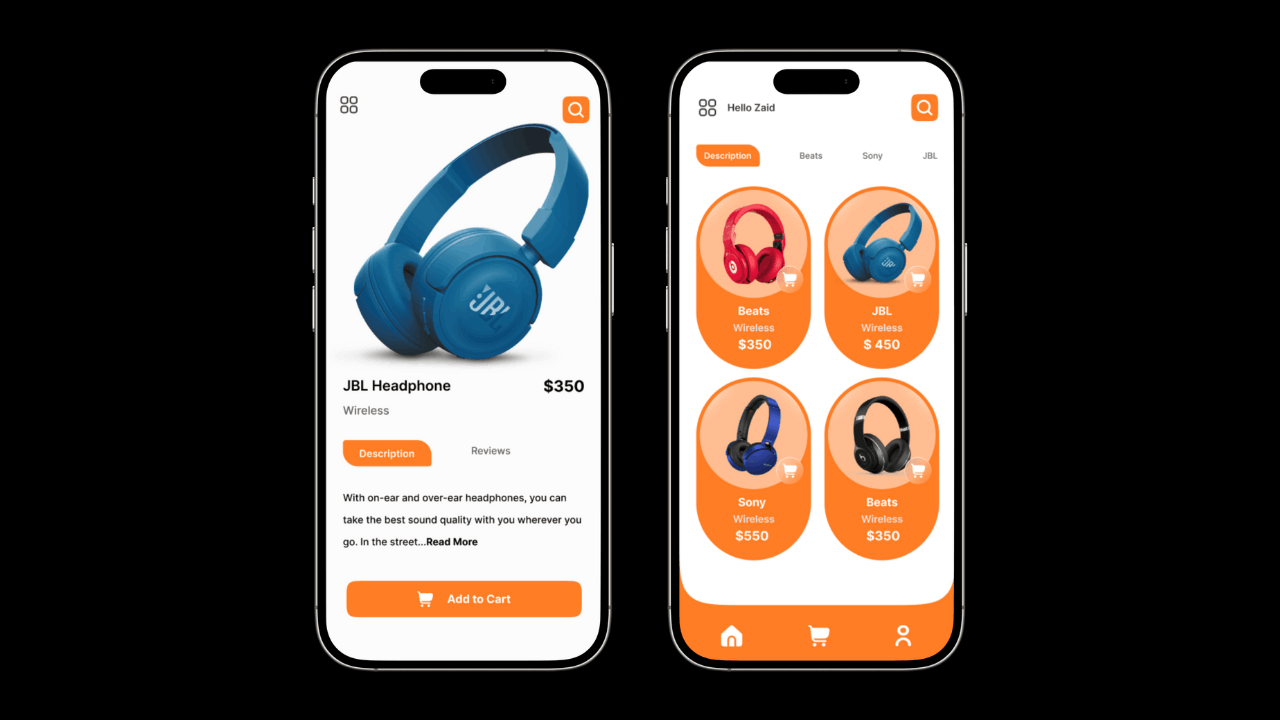 JBL
JBL Headphone
$350
Wireless
Description
Reviews
With on-ear and over-ear headphones, you can
take the best sound quality with you wherever you
go. In the street...Read More
Add to Cart
Hello Zaid
Description
Beats
Sony
JBL
JBL
Beats
Wireless
$350
JBL
Wireless
$ 450
Sony
Wireless
$550
Beats
Wireless
$350